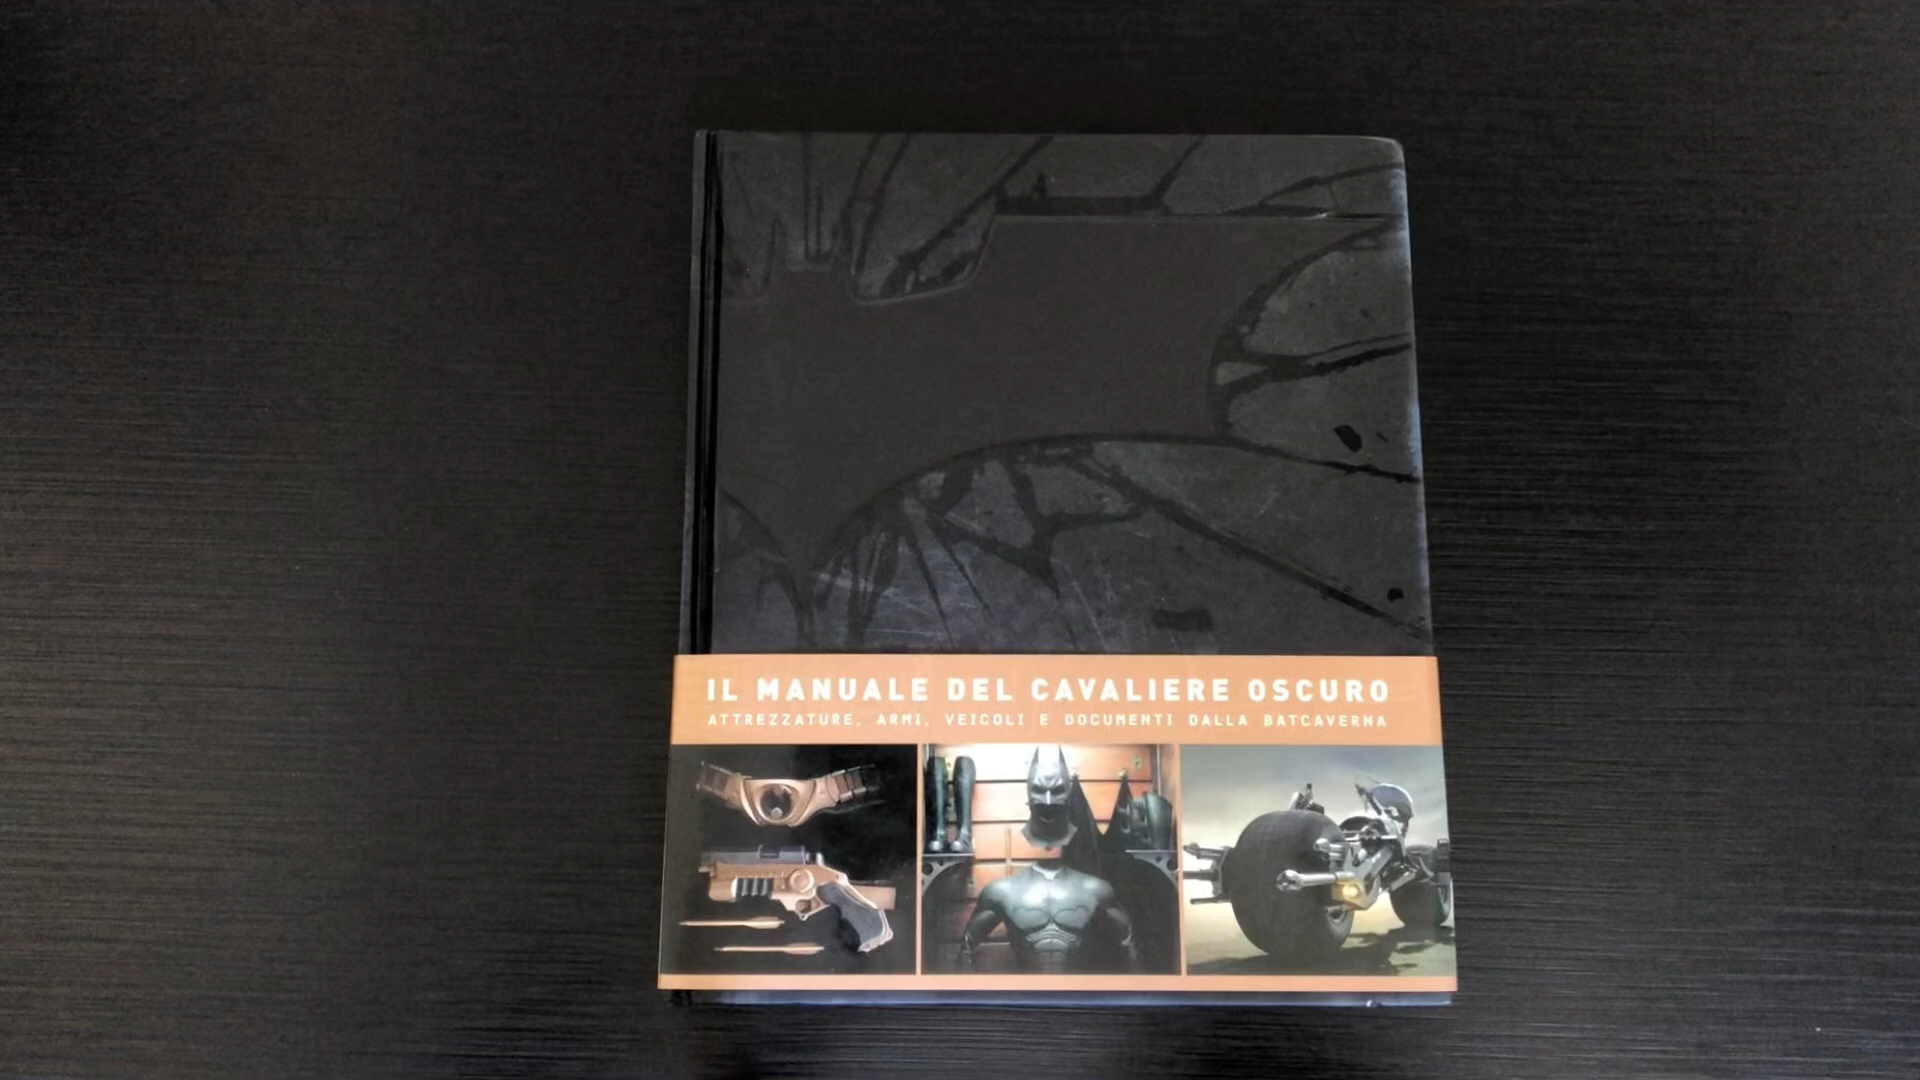 IL MANUALE DEL CAVALIERE OSCURO
ATTREZZATURE, ARMI, VEICOLI E DOCUMENTI DALLA BATCAVERNA